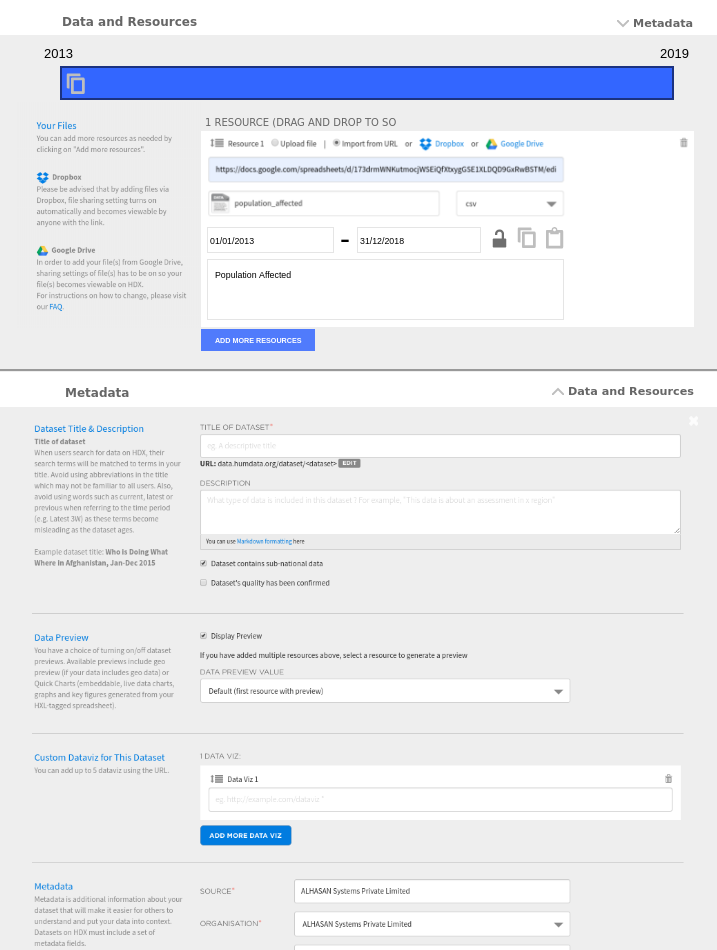 Data and Resources
Metadata
2013
2019
Your Files
You can add more resources as needed by
clicking on "Add more resources".
Dropbox
Please be advised that by adding files via
Dropbox, file sharing setting turns on
automatically and becomes viewable by
anyone with the link.
Google Drive
In order to add your file(s) from Google Drive,
sharing settings of file(s) has to be on so your
file(s) becomes viewable on HDX.
For instructions on how to change, please visit
our FAQ.
1 RESOURCE (DRAG AND DROP TO SO
Resource 1 Upload file | Import from URL or Dropbox or Google Drive
https://docs.google.com/spreadsheets/d/173drmWNKutmocjWSEiQfXtxygGSE1XLDQD9GxRwBSTM/edi
DATA
population_affected
csv
01/01/2013 – 31/12/2018
Population Affected
ADD MORE RESOURCES
Metadata
Data and Resources
Dataset Title & Description
Title of dataset
When users search for data on HDX, their
search terms will be matched to terms in your
title. Avoid using abbreviations in the title
which may not be familiar to all users. Also,
avoid using words such as current, latest or
previous when referring to the time period
(e.g. Latest 3W) as these terms become
misleading as the dataset ages.
Example dataset title: Who Is Doing What
Where in Afghanistan, Jan-Dec 2015
TITLE OF DATASET*
eg. A descriptive title
URL: data.humdata.org/dataset/<dataset> EDIT
DESCRIPTION
What type of data is included in this dataset ? For example, "This data is about an assessment in x region"
You can use Markdown formatting here
Dataset contains sub-national data
Dataset's quality has been confirmed
Data Preview
You have a choice of turning on/off dataset
previews. Available previews include geo
preview (if your data includes geo data) or
Quick Charts (embeddable, live data charts,
graphs and key figures generated from your
HXL-tagged spreadsheet).
Display Preview
If you have added multiple resources above, select a resource to generate a preview
DATA PREVIEW VALUE
Default (first resource with preview)
Custom Dataviz for This Dataset
You can add up to 5 dataviz using the URL.
1 DATA VIZ:
Data Viz 1
eg. http://example.com/dataviz *
ADD MORE DATA VIZ
Metadata
Metadata is additional information about your
dataset that will make it easier for others to
understand and put your data into context.
Datasets on HDX must include a set of
metadata fields.
SOURCE*
ALHASAN Systems Private Limited
ORGANISATION*
ALHASAN Systems Private Limited